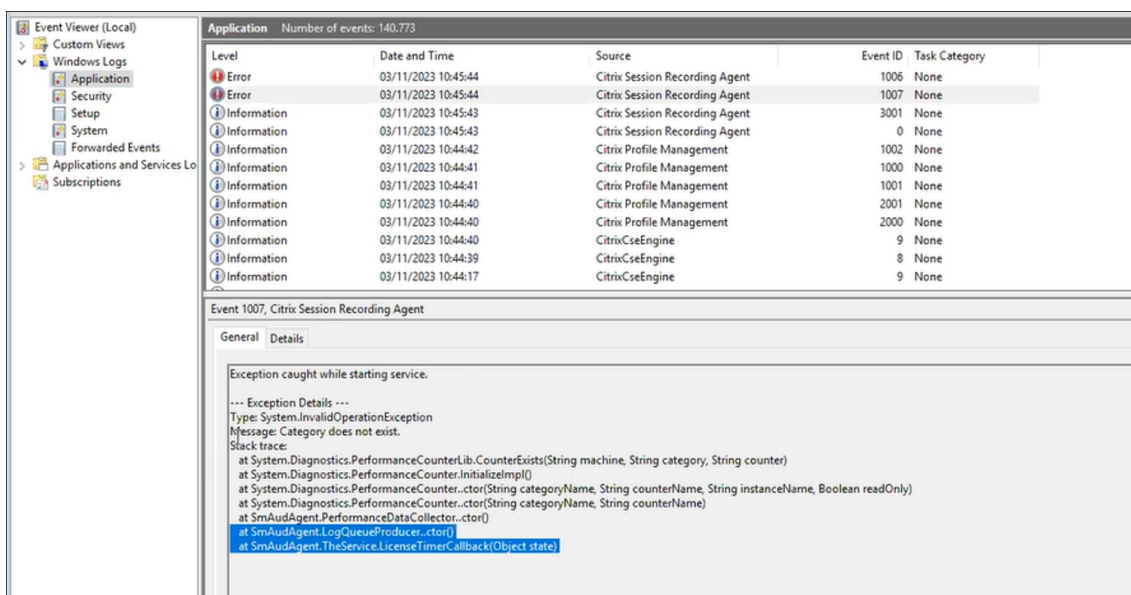 Event Viewer (Local)
Custom Views
Windows Logs
Application
Security
Setup
System
Forwarded Events
Applications and Services Lo
Subscriptions
Application Number of events: 140.773
Level Date and Time Source Event ID Task Category
Error 03/11/2023 10:45:44 Citrix Session Recording Agent 1006 None
Error 03/11/2023 10:45:44 Citrix Session Recording Agent 1007 None
Information 03/11/2023 10:45:43 Citrix Session Recording Agent 3001 None
Information 03/11/2023 10:45:43 Citrix Session Recording Agent 0 None
Information 03/11/2023 10:44:42 Citrix Profile Management 1002 None
Information 03/11/2023 10:44:41 Citrix Profile Management 1000 None
Information 03/11/2023 10:44:41 Citrix Profile Management 1001 None
Information 03/11/2023 10:44:40 Citrix Profile Management 2001 None
Information 03/11/2023 10:44:40 Citrix Profile Management 2000 None
Information 03/11/2023 10:44:40 CitrixCseEngine 9 None
Information 03/11/2023 10:44:39 CitrixCseEngine 8 None
Information 03/11/2023 10:44:17 CitrixCseEngine 9 None
Event 1007, Citrix Session Recording Agent
General Details
Exception caught while starting service.
--- Exception Details ---
Type: System.InvalidOperationException
Message: Category does not exist.
Stack trace:
at System.Diagnostics.PerformanceCounterLib.CounterExists(String machine, String category, String counter)
at System.Diagnostics.PerformanceCounter.InitializeImpl()
at System.Diagnostics.PerformanceCounter..ctor(String categoryName, String counterName, String instanceName, Boolean readOnly)
at System.Diagnostics.PerformanceCounter..ctor(String categoryName, String counterName)
at SmAudAgent.PerformanceDataCollector..ctor()
at SmAudAgent.LogQueueProducer..ctor()
at SmAudAgent.TheService.LicenseTimerCallback(Object state)